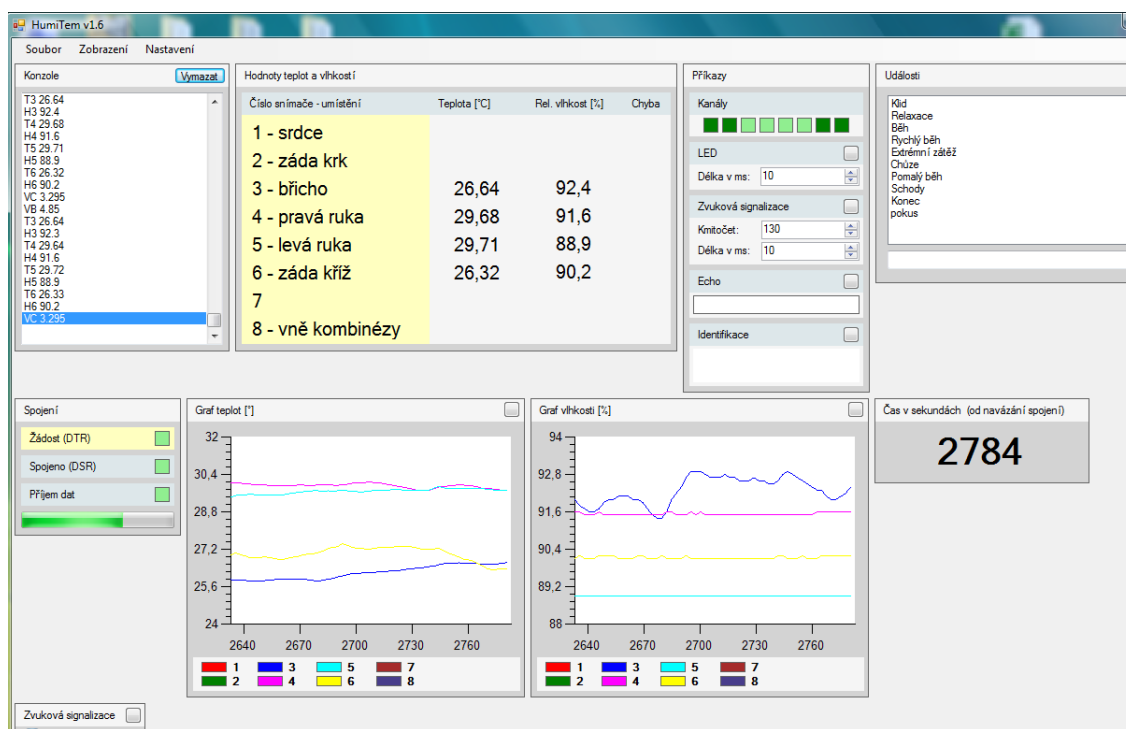 HumiTem v1.6
Soubor Zobrazení Nastavení
Konzole Vymazat
T3 26.64
H3 92.4
T4 29.68
H4 91.6
T5 29.71
H5 88.9
T6 26.32
H6 90.2
VC 3.295
VB 4.85
T3 26.64
H3 92.3
T4 29.64
H4 91.6
T5 29.72
H5 88.9
T6 26.33
H6 90.2
VC 3.295
Hodnoty teplot a vlhkostí
Číslo snímače - umístění Teplota [°C] Rel. vlhkost [%] Chyba
1 - srdce
2 - záda krk
3 - břicho 26,64 92,4
4 - pravá ruka 29,68 91,6
5 - levá ruka 29,71 88,9
6 - záda kříž 26,32 90,2
7
8 - vně kombinézy
Příkazy
Kanály
LED
Délka v ms: 10
Zvuková signalizace
Kmitočet: 130
Délka v ms: 10
Echo
Identifikace
Události
Klid
Relaxace
Běh
Rychlý běh
Extrémní zátěž
Chůze
Pomalý běh
Schody
Konec
pokus
Spojení
Žádost (DTR)
Spojeno (DSR)
Příjem dat
Graf teplot [°]
32
30,4
28,8
27,2
25,6
24
2640 2670 2700 2730 2760
1 3 5 7
2 4 6 8
Graf vlhkosti [%]
94
92,8
91,6
90,4
89,2
88
2640 2670 2700 2730 2760
1 3 5 7
2 4 6 8
Čas v sekundách (od navázání spojení)
2784
Zvuková signalizace